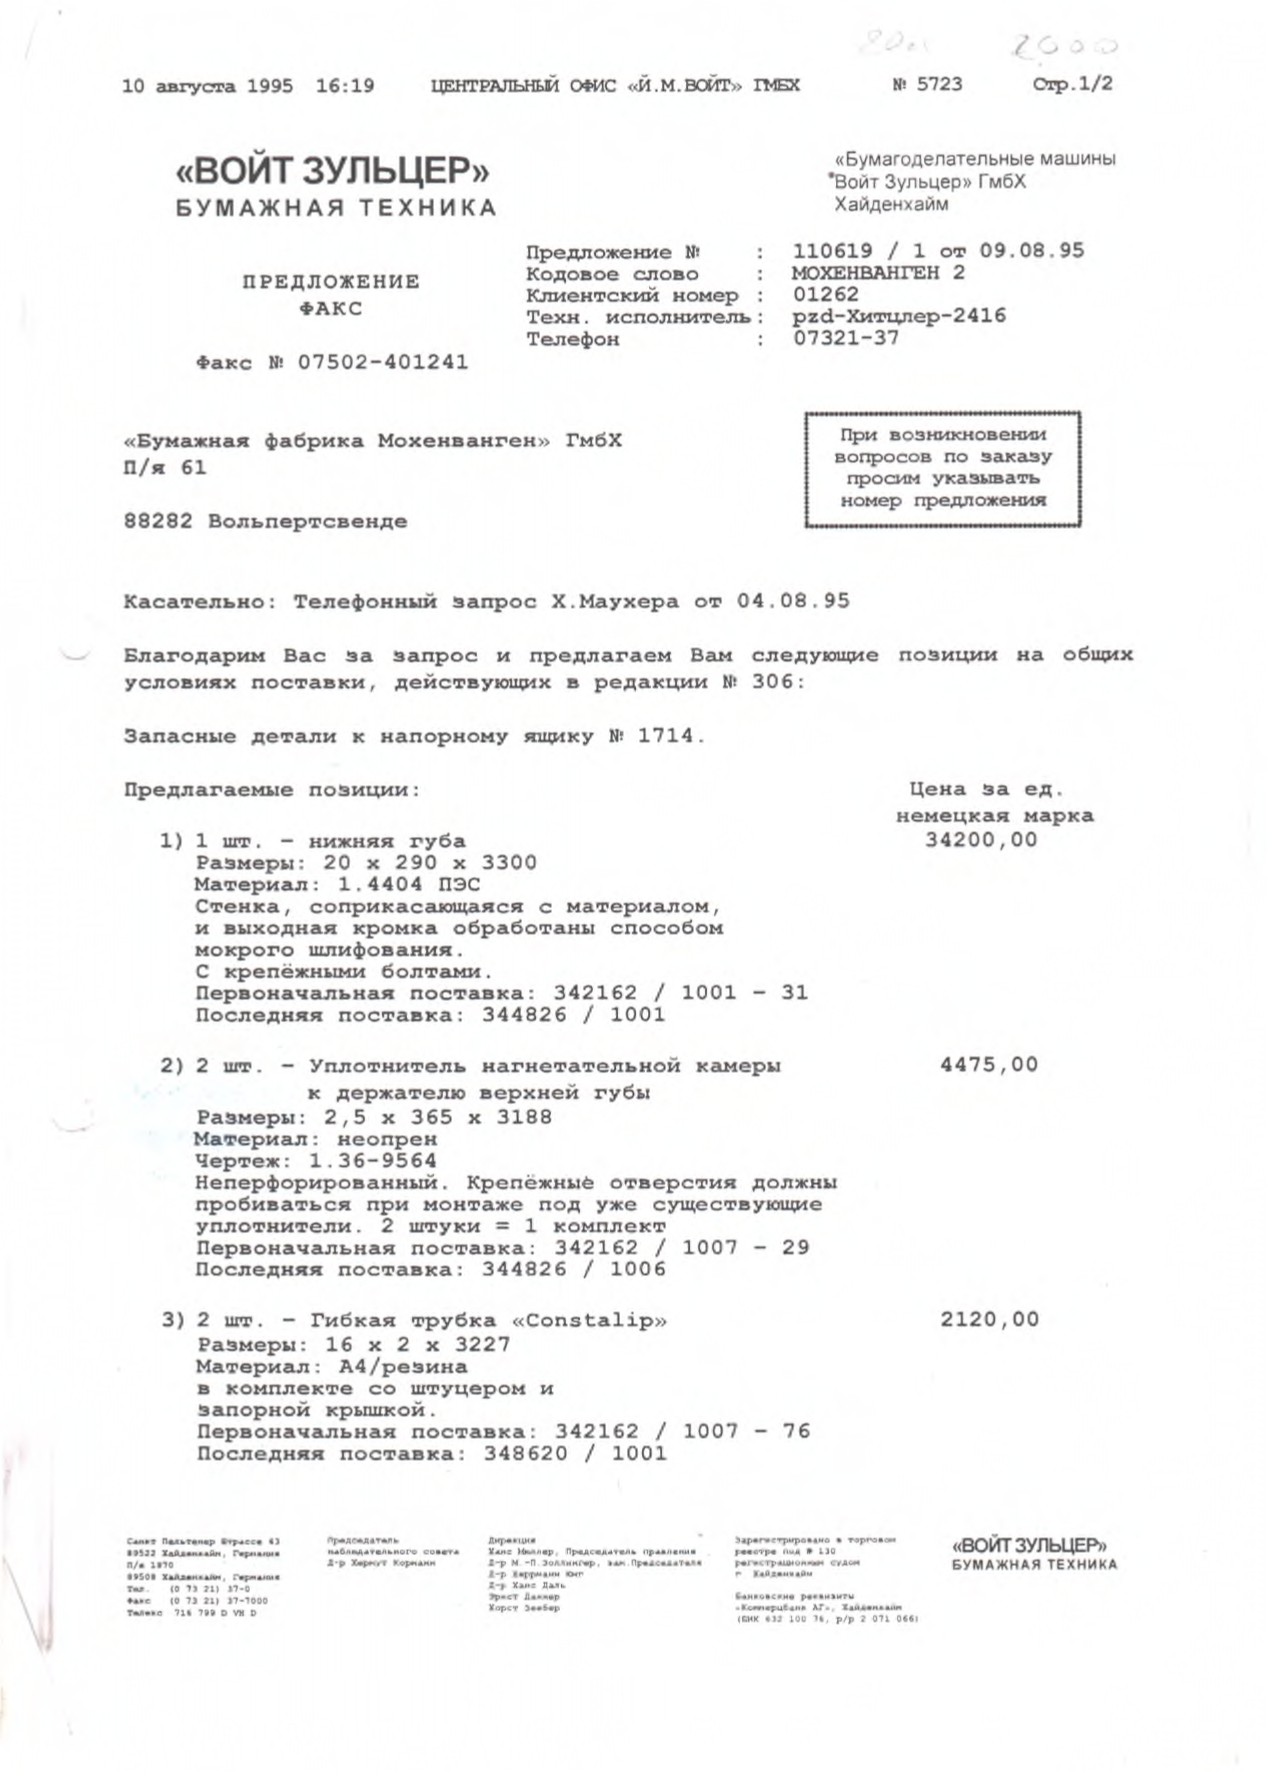 2000
10 августа 1995 16:19 ЦЕНТРАЛЬНЫЙ ОФИС «Й.М.ВОЙТ» ГМБХ № 5723 Стр.1/2
«ВОЙТ ЗУЛЬЦЕР»
БУМАЖНАЯ ТЕХНИКА
«Бумагоделательные машины
Войт Зульцер» ГмбХ
Хайденхайм
ПРЕДЛОЖЕНИЕ
ФАКС
Факс № 07502-401241
Предложение № : 110619 / 1 от 09.08.95
Кодовое слово : МОХЕНВАНГЕН 2
Клиентский номер : 01262
Техн. исполнитель: pzd-Хитцлер-2416
Телефон : 07321-37
«Бумажная фабрика Мохенванген» ГмбХ
П/я 61
88282 Вольпертсвенде
При возникновении
вопросов по заказу
просим указывать
номер предложения
Касательно: Телефонный запрос Х.Маухера от 04.08.95
Благодарим Вас за запрос и предлагаем Вам следующие позиции на общих
условиях поставки, действующих в редакции № 306:
Запасные детали к напорному ящику № 1714.
Предлагаемые позиции: Цена за ед.
немецкая марка
1) 1 шт. – нижняя губа 34200,00
Размеры: 20 х 290 х 3300
Материал: 1.4404 ПЭС
Стенка, соприкасающаяся с материалом,
и выходная кромка обработаны способом
мокрого шлифования.
С крепёжными болтами.
Первоначальная поставка: 342162 / 1001 – 31
Последняя поставка: 344826 / 1001
2) 2 шт. – Уплотнитель нагнетательной камеры 4475,00
к держателю верхней губы
Размеры: 2,5 х 365 х 3188
Материал: неопрен
Чертеж: 1.36-9564
Неперфорированный. Крепёжные отверстия должны
пробиваться при монтаже под уже существующие
уплотнители. 2 штуки = 1 комплект
Первоначальная поставка: 342162 / 1007 – 29
Последняя поставка: 344826 / 1006
3) 2 шт. – Гибкая трубка «Constalip» 2120,00
Размеры: 16 х 2 х 3227
Материал: А4/резина
в комплекте со штуцером и
запорной крышкой.
Первоначальная поставка: 342162 / 1007 – 76
Последняя поставка: 348620 / 1001
Санкт Пальтенер Штрассе 43
89522 Хайденхайм, Германия
П/я 1970
89508 Хайденхайм, Германия
Тел. (0 73 21) 37-0
Факс (0 73 21) 37-7000
Телекс 714 799 D VH D
Председатель
наблюдательного совета
Д-р Хермут Корманн
Дирекция
Ханс Мюллер, Председатель правления
Д-р М.-П.Золлингер, зам.Председателя
Д-р Херрманн Юнг
Д-р Ханс Даль
Эрнст Даммер
Хорст Зеебер
Зарегистрировано в торговом
реестре под № 130
регистрационным судом
г Хайденхайм
Банковские реквизиты
«Коммерцбанк АГ», Хайденхайм
(БИК 632 100 76, р/р 2 071 066)
«ВОЙТ ЗУЛЬЦЕР»
БУМАЖНАЯ ТЕХНИКА